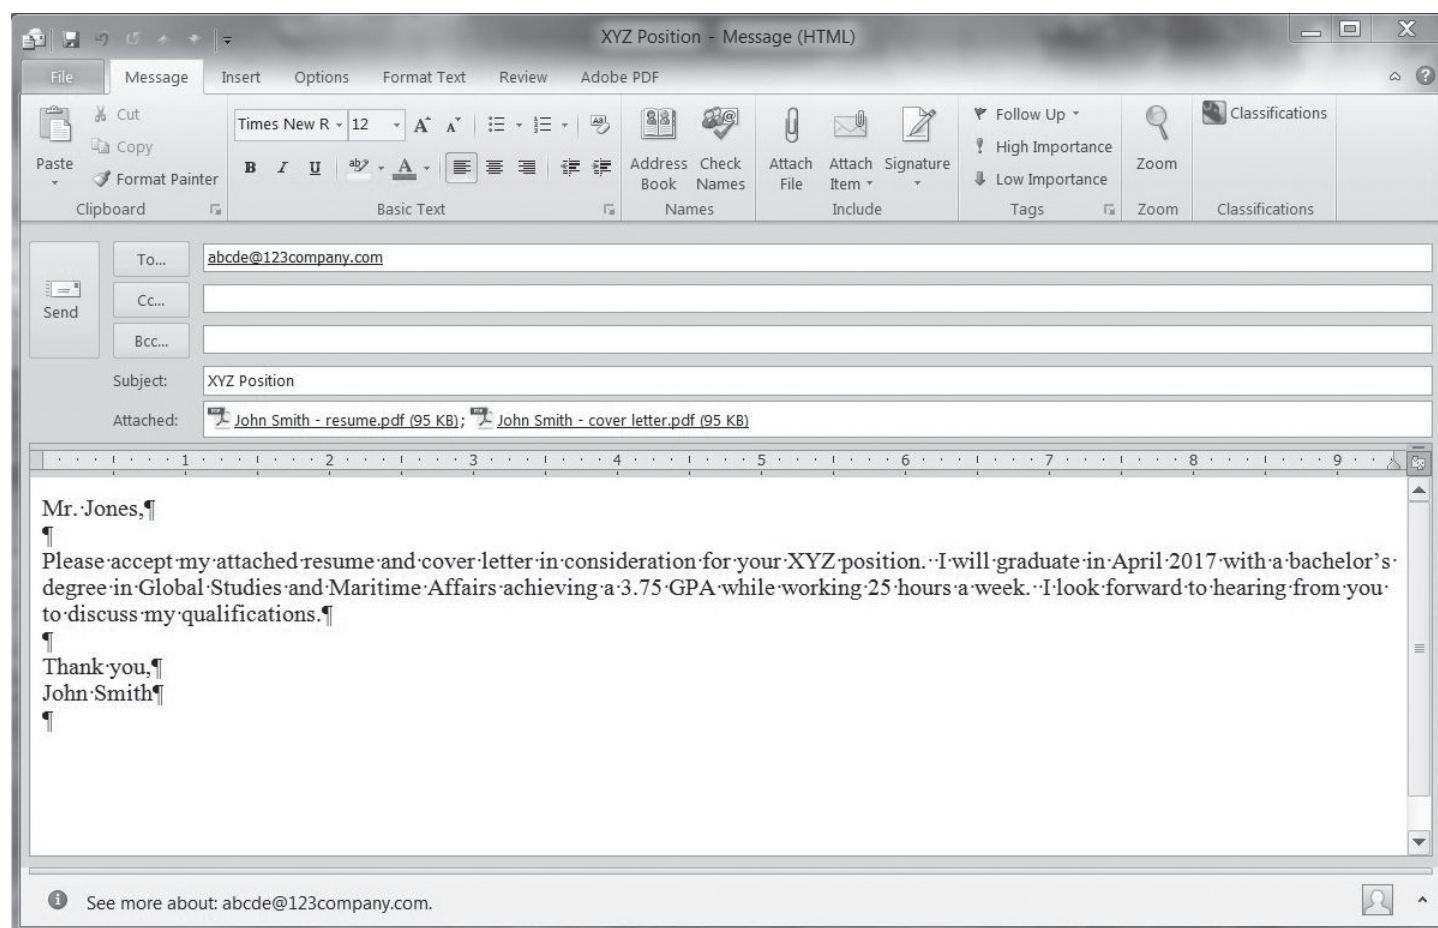 XYZ Position - Message (HTML)
File Message Insert Options Format Text Review Adobe PDF
Cut
Copy
Paste
Format Painter
Clipboard
Times New R 12
Basic Text
Address Book
Check Names
Names
Attach File
Attach Item
Signature
Include
Follow Up
High Importance
Low Importance
Tags
Zoom
Zoom
Classifications
Classifications
Send
To... abcde@123company.com
Cc...
Bcc...
Subject: XYZ Position
Attached: John Smith - resume.pdf (95 KB); John Smith - cover letter.pdf (95 KB)
1 2 3 4 5 6 7 8 9
Mr.·Jones,¶
¶
Please·accept·my·attached·resume·and·cover·letter·in·consideration·for·your·XYZ·position.··I·will·graduate·in·April·2017·with·a·bachelor’s·
degree·in·Global·Studies·and·Maritime·Affairs·achieving·a·3.75·GPA·while·working·25·hours·a·week.··I·look·forward·to·hearing·from·you·
to·discuss·my·qualifications.¶
¶
Thank·you,¶
John·Smith¶
¶
See more about: abcde@123company.com.